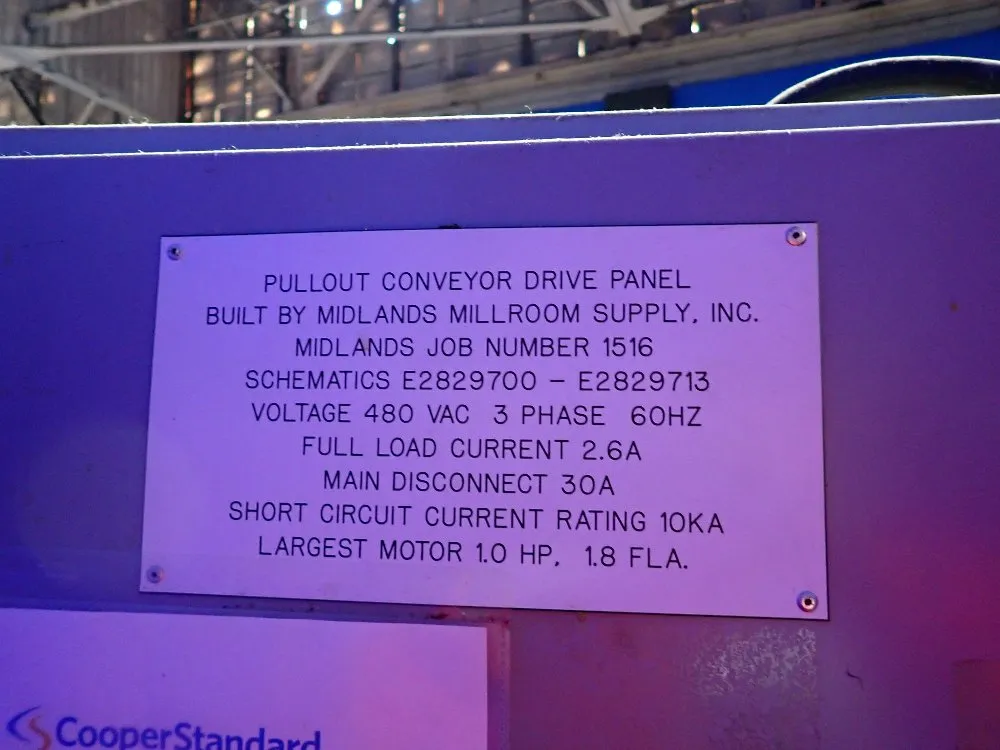 PULLOUT CONVEYOR DRIVE PANEL
BUILT BY MIDLANDS MILLROOM SUPPLY, INC.
MIDLANDS JOB NUMBER 1516
SCHEMATICS E2829700 – E2829713
VOLTAGE 480 VAC 3 PHASE 60HZ
FULL LOAD CURRENT 2.6A
MAIN DISCONNECT 30A
SHORT CIRCUIT CURRENT RATING 10KA
LARGEST MOTOR 1.0 HP, 1.8 FLA.
CooperStandard